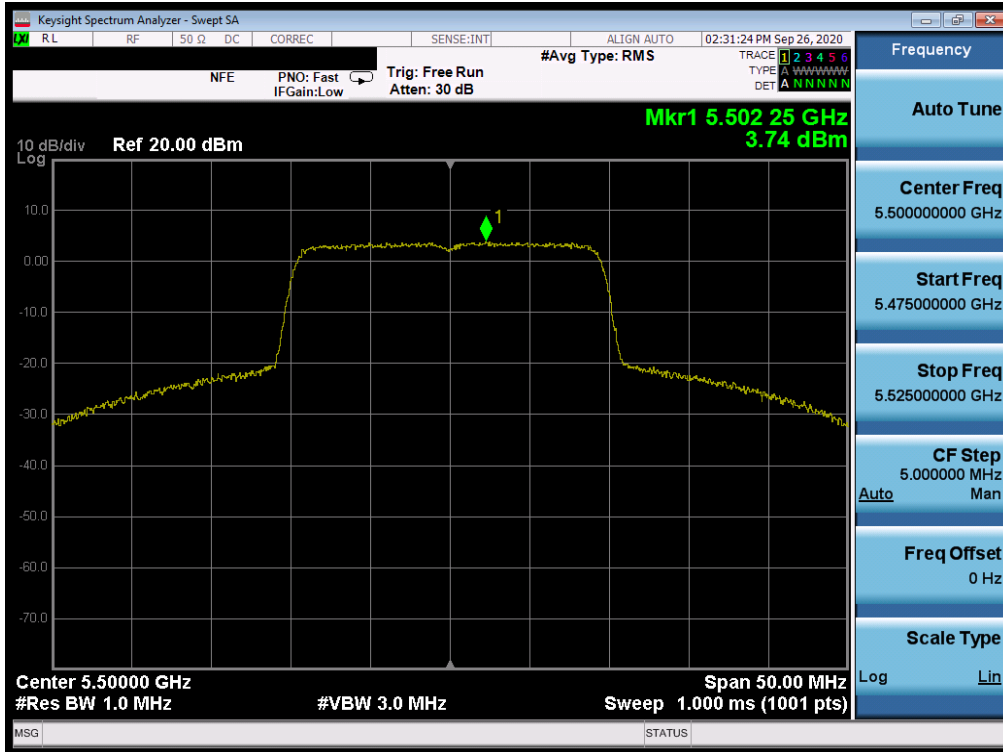 Keysight Spectrum Analyzer - Swept SA
LXI RL RF 50 Ω DC CORREC SENSE:INT ALIGN AUTO 02:31:24 PM Sep 26, 2020
#Avg Type: RMS TRACE 1 2 3 4 5 6
NFE PNO: Fast Trig: Free Run TYPE A WWWWW
IFGain:Low Atten: 30 dB DET A N N N N N
Mkr1 5.502 25 GHz
3.74 dBm
10 dB/div Ref 20.00 dBm
Log
1
10.0
0.00
-10.0
-20.0
-30.0
-40.0
-50.0
-60.0
-70.0
Center 5.50000 GHz Span 50.00 MHz
#Res BW 1.0 MHz #VBW 3.0 MHz Sweep 1.000 ms (1001 pts)
MSG STATUS
Frequency
Auto Tune
Center Freq
5.500000000 GHz
Start Freq
5.475000000 GHz
Stop Freq
5.525000000 GHz
CF Step
5.000000 MHz
Auto Man
Freq Offset
0 Hz
Scale Type
Log Lin